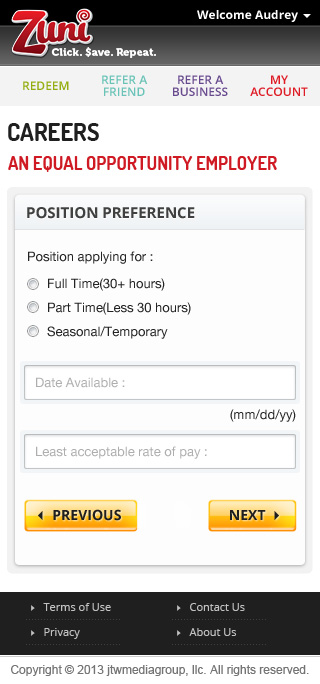 Welcome Audrey
Zuni
Click. $ave. Repeat.
REDEEM
REFER A
FRIEND
REFER A
BUSINESS
MY
ACCOUNT
CAREERS
AN EQUAL OPPORTUNITY EMPLOYER
POSITION PREFERENCE
Position applying for :
Full Time(30+ hours)
Part Time(Less 30 hours)
Seasonal/Temporary
Date Available :
(mm/dd/yy)
Least acceptable rate of pay :
PREVIOUS
NEXT
Terms of Use
Contact Us
Privacy
About Us
Copyright © 2013 jtwmediagroup, llc. All rights reserved.